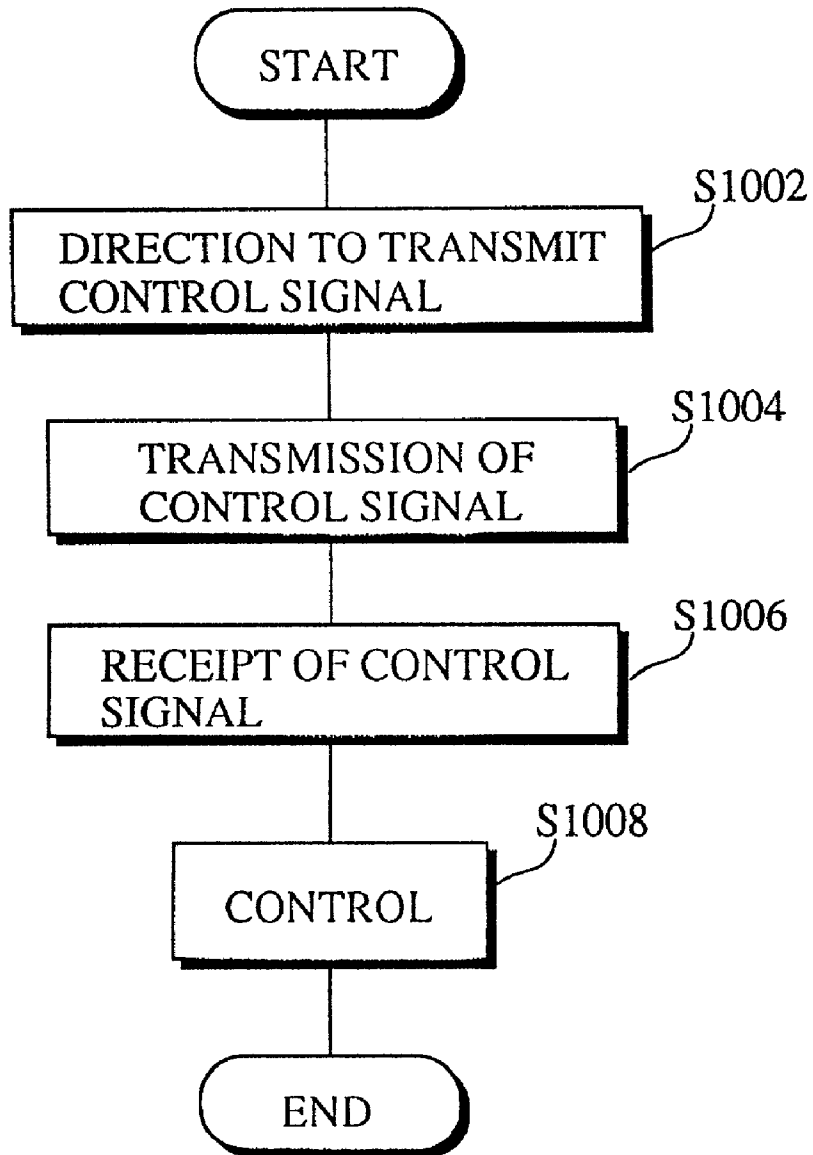 START
S1002
DIRECTION TO TRANSMIT
CONTROL SIGNAL
S1004
TRANSMISSION OF
CONTROL SIGNAL
S1006
RECEIPT OF CONTROL
SIGNAL
S1008
CONTROL
END